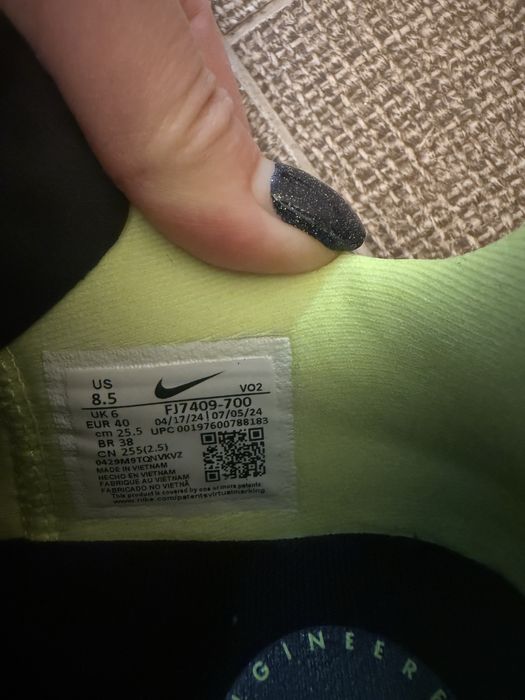 US
8.5
VO2
UK 6
FJ7409-700
EUR 40
04/17/24 | 07/05/24
cm 25.5
UPC 00197600788183
BR 38
CN 255(2.5)
0429M9TQNVKVZ
MADE IN VIETNAM
HECHO EN VIETNAM
FABRIQUE AU VIETNAM
FABRICADO NO VIETNÃ
This product is covered by one or more patents
www.nike.com/patentsvirtualmarking
NGINEER